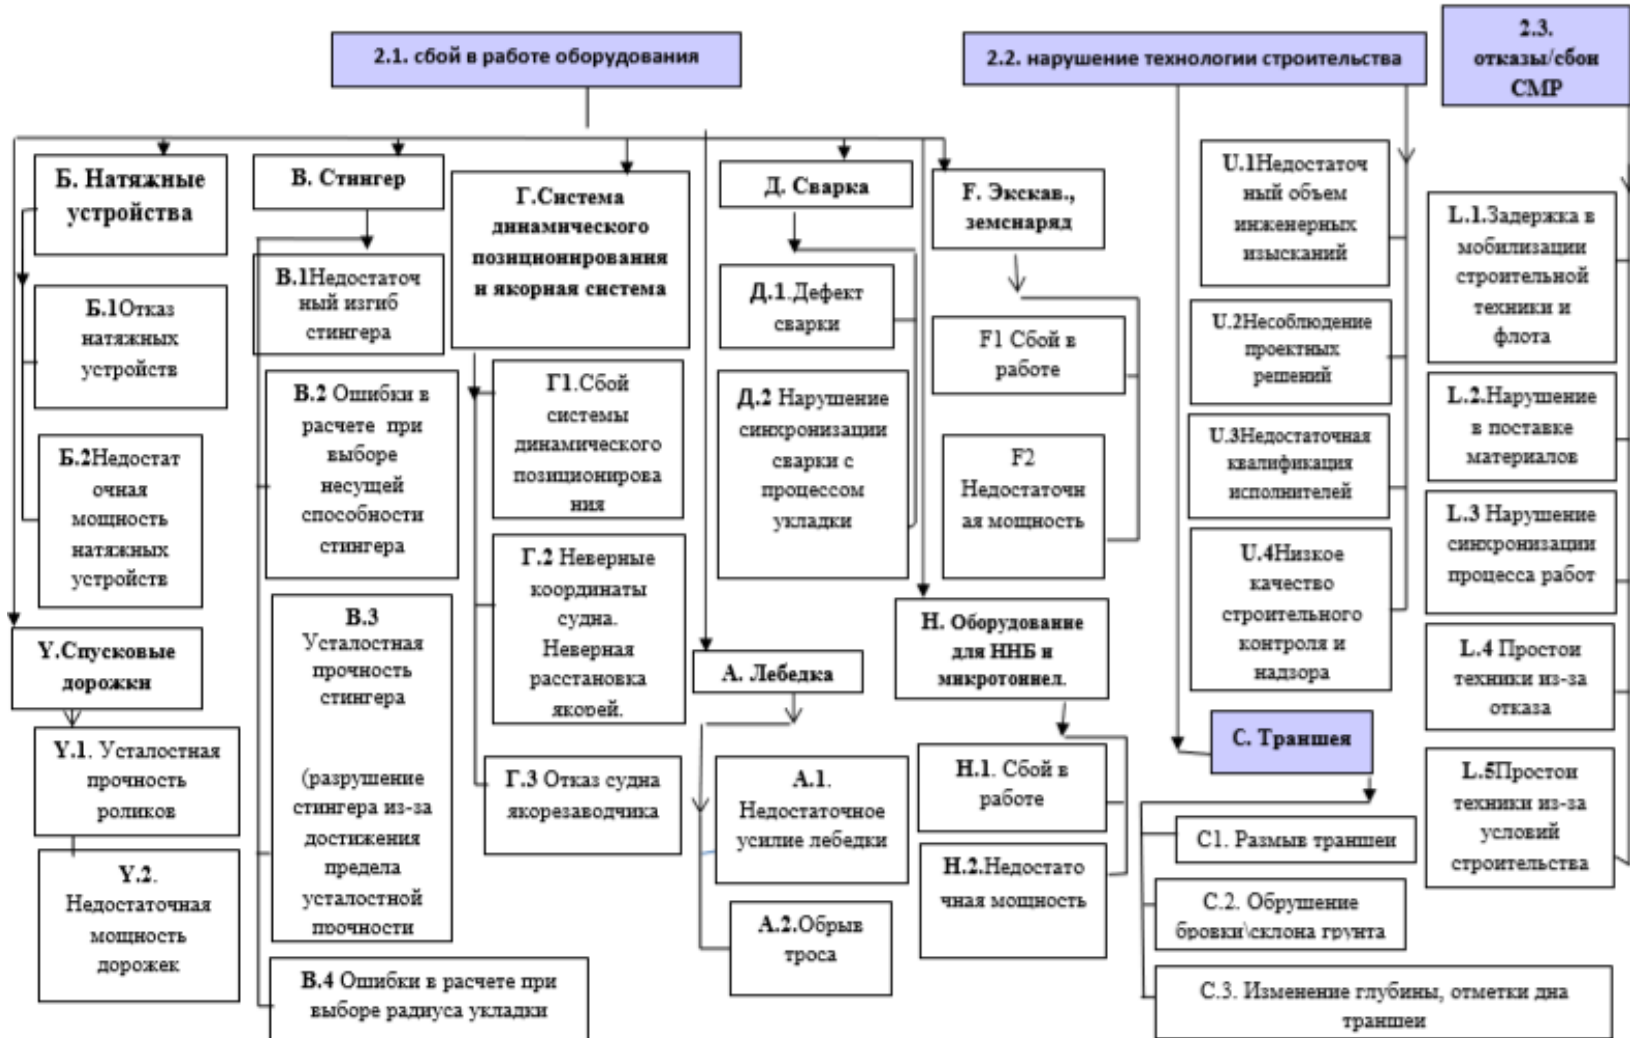 2.1. сбой в работе оборудования
2.2. нарушение технологии строительства
2.3.
отказы/сбои
СМР
Б. Натяжные
устройства
Б.1Отказ
натяжных
устройств
Б.2Недостат
очная
мощность
натяжных
устройств
Y.Спусковые
дорожки
Y.1. Усталостная
прочность
роликов
Y.2.
Недостаточная
мощность
дорожек
В. Стингер
В.1Недостаточ
ный изгиб
стингера
В.2 Ошибки в
расчете при
выборе
несущей
способности
стингера
В.3
Усталостная
прочность
стингера
(разрушение
стингера из-за
достижения
предела
усталостной
прочности
В.4 Ошибки в расчете при
выборе радиуса укладки
Г.Система
динамического
позиционирования
и якорная система
Г1.Сбой
системы
динамического
позиционирова
ния
Г.2 Неверные
координаты
судна.
Неверная
расстановка
якорей.
Г.3 Отказ судна
якорезаводчика
А. Лебедка
А.1.
Недостаточное
усилие лебедки
А.2.Обрыв
троса
Д. Сварка
Д.1.Дефект
сварки
Д.2 Нарушение
синхронизации
сварки с
процессом
укладки
F. Экскав.,
земснаряд
F1 Сбой в
работе
F2
Недостаточн
ая мощность
Н. Оборудование
для ННБ и
микротоннел.
Н.1. Сбой в
работе
Н.2.Недостато
чная мощность
U.1Недостаточ
ный объем
инженерных
изысканий
U.2Несоблюдение
проектных
решений
U.3Недостаточная
квалификация
исполнителей
U.4Низкое
качество
строительного
контроля и
надзора
С. Траншея
С1. Размыв траншеи
С.2. Обрушение
бровки\склона грунта
С.3. Изменение глубины, отметки дна
траншеи
L.1.Задержка в
мобилизации
строительной
техники и
флота
L.2.Нарушение
в поставке
материалов
L.3 Нарушение
синхронизации
процесса работ
L.4 Простои
техники из-за
отказа
L.5Простои
техники из-за
условий
строительства